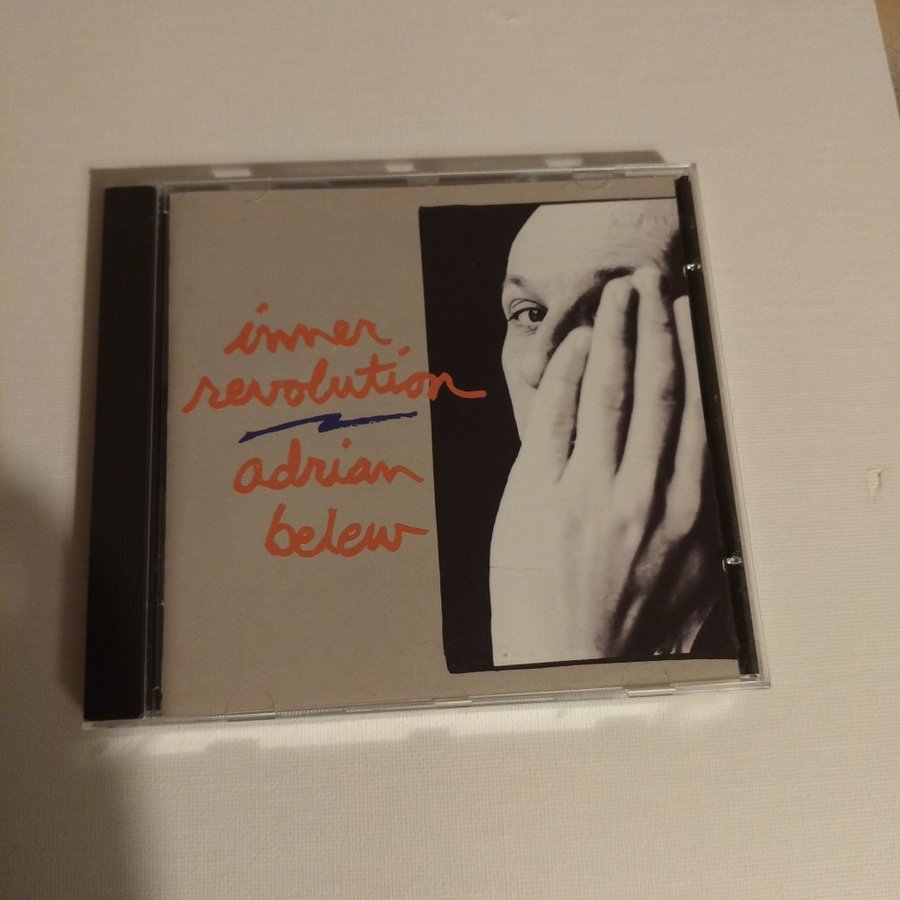 inner
revolution
adrian
belew